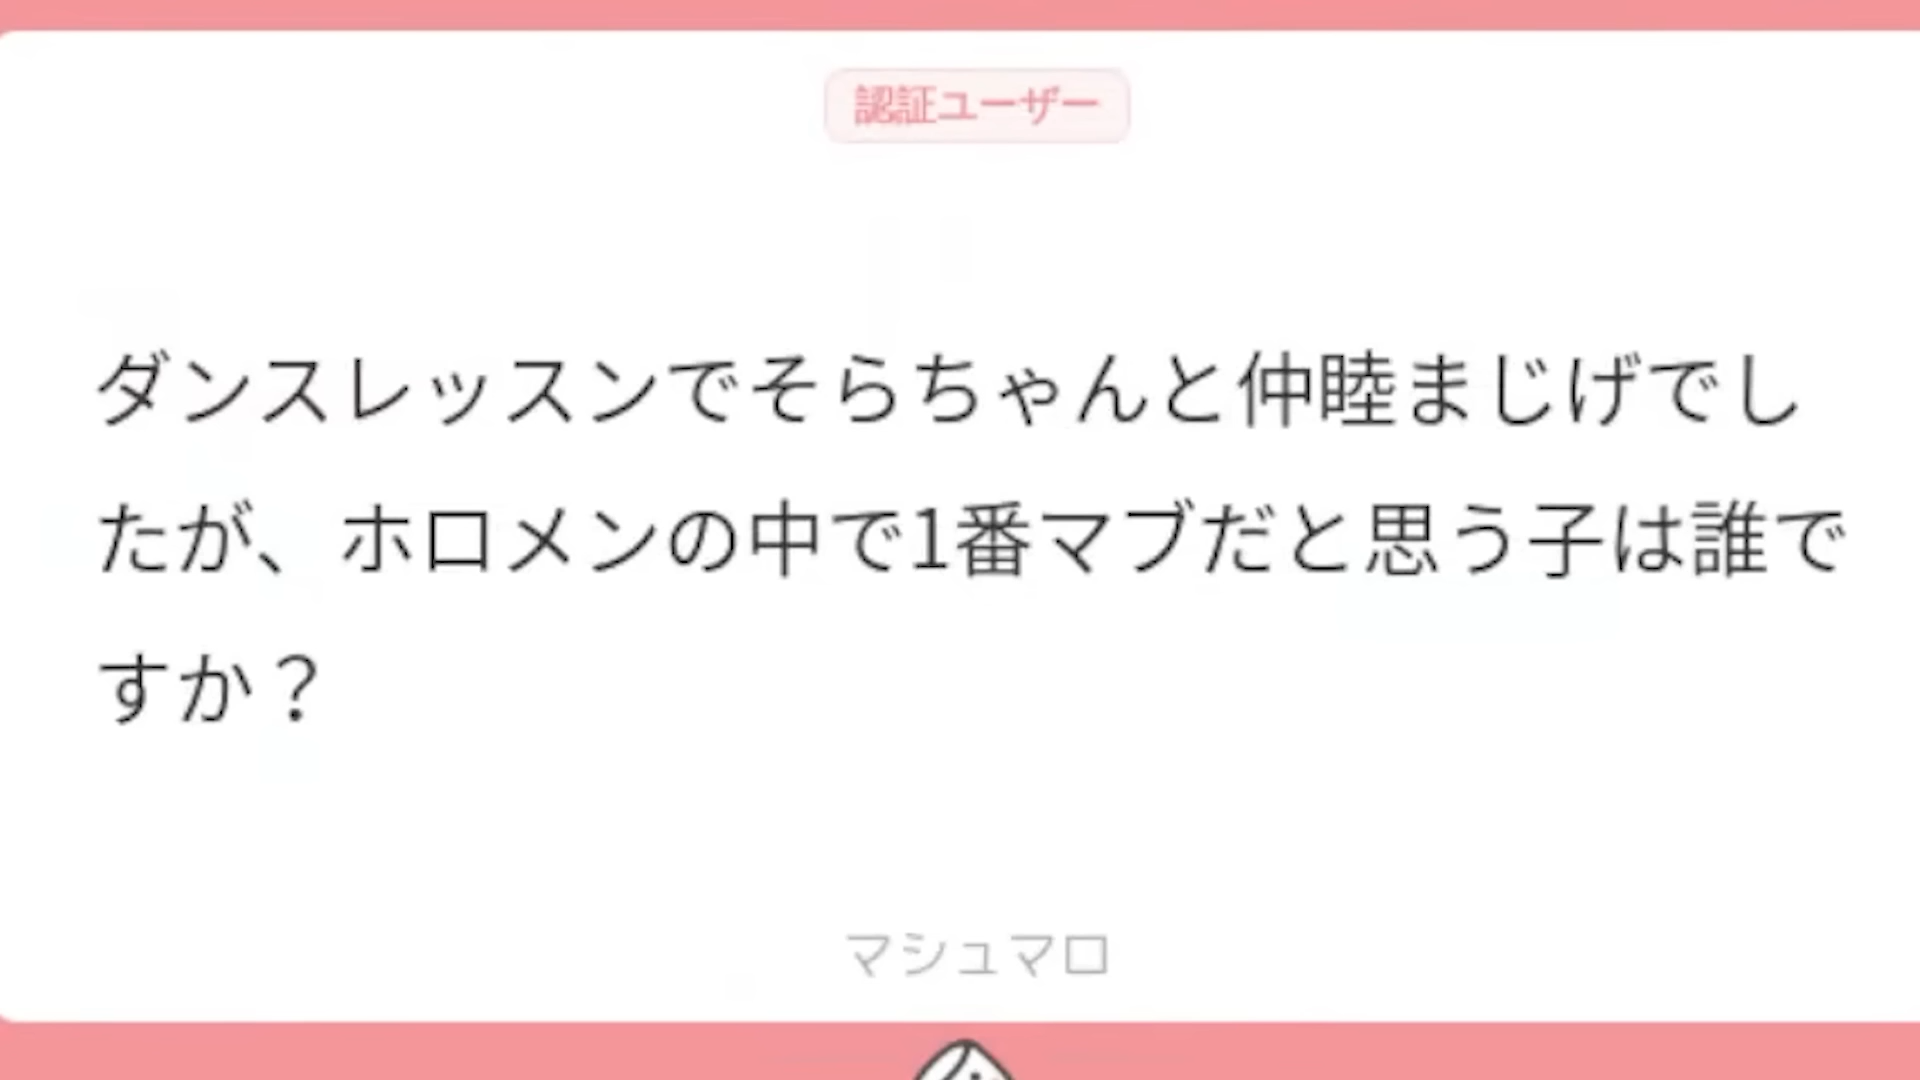 認証ユーザー
ダンスレッスンでそらちゃんと仲睦まじげでし
たが、ホロメンの中で1番マブだと思う子は誰で
すか？
マシュマロ